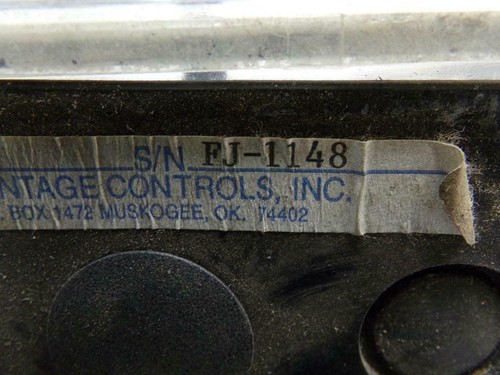 S/N FJ-1148
NTAGE CONTROLS, INC.
BOX 1472 MUSKOGEE, OK. 74402